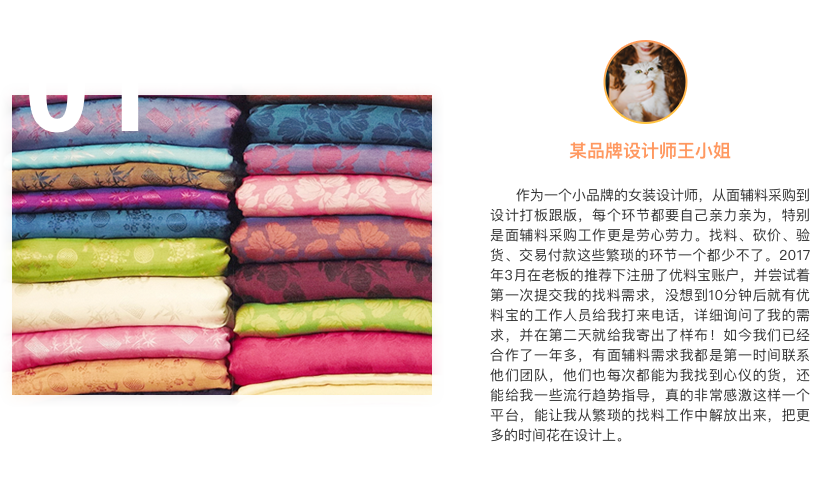 01
某品牌设计师王小姐
作为一个小品牌的女装设计师，从面辅料采购到
设计打板跟版，每个环节都要自己亲力亲为，特别
是面辅料采购工作更是劳心劳力。找料、砍价、验
货、交易付款这些繁琐的环节一个都少不了。2017
年3月在老板的推荐下注册了优料宝账户，并尝试着
第一次提交我的找料需求，没想到10分钟后就有优
料宝的工作人员给我打来电话，详细询问了我的需
求，并在第二天就给我寄出了样布！如今我们已经
合作了一年多，有面辅料需求我都是第一时间联系
他们团队，他们也每次都能为我找到心仪的货，还
能给我一些流行趋势指导，真的非常感激这样一个
平台，能让我从繁琐的找料工作中解放出来，把更
多的时间花在设计上。